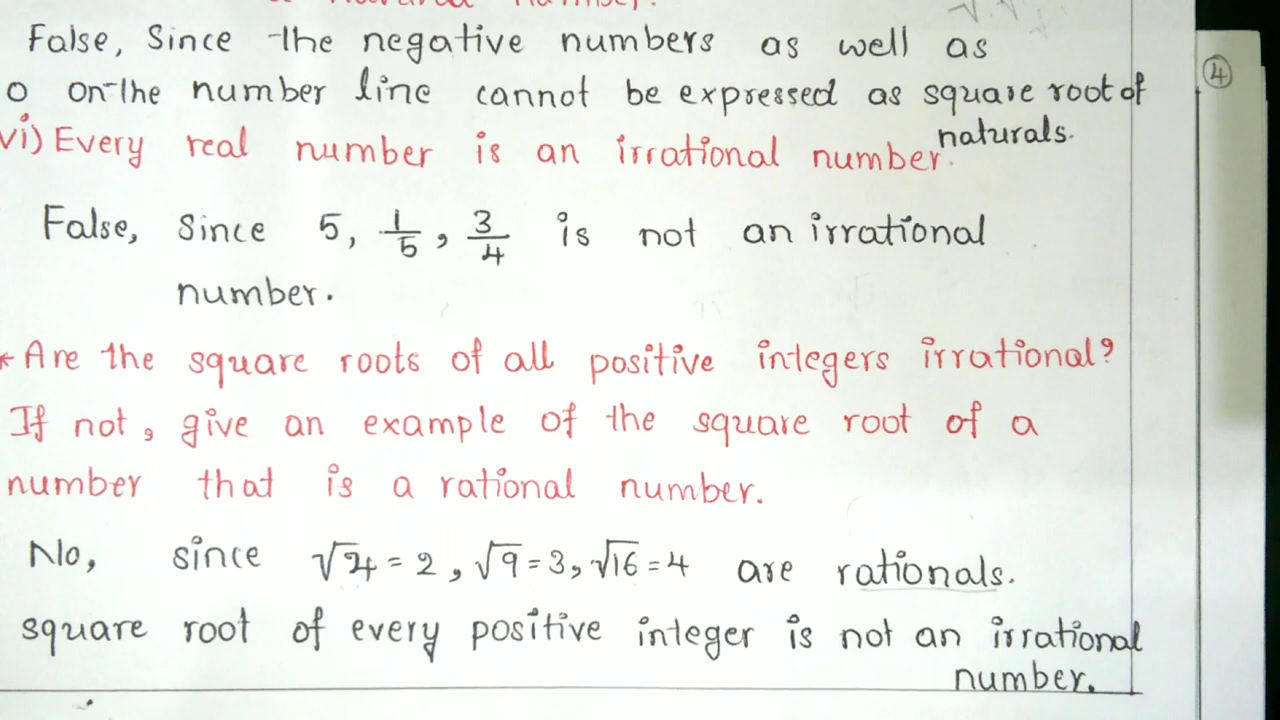 a natural number.
False, Since the negative numbers as well as
0 on the number line cannot be expressed as square root of
naturals.
vi) Every real number is an irrational number.
False, Since 5, 1/5, 3/4 is not an irrational
number.
* Are the square roots of all positive integers irrational?
If not, give an example of the square root of a
number that is a rational number.
No, since √4 = 2, √9 = 3, √16 = 4 are rationals.
square root of every positive integer is not an irrational
number.
4